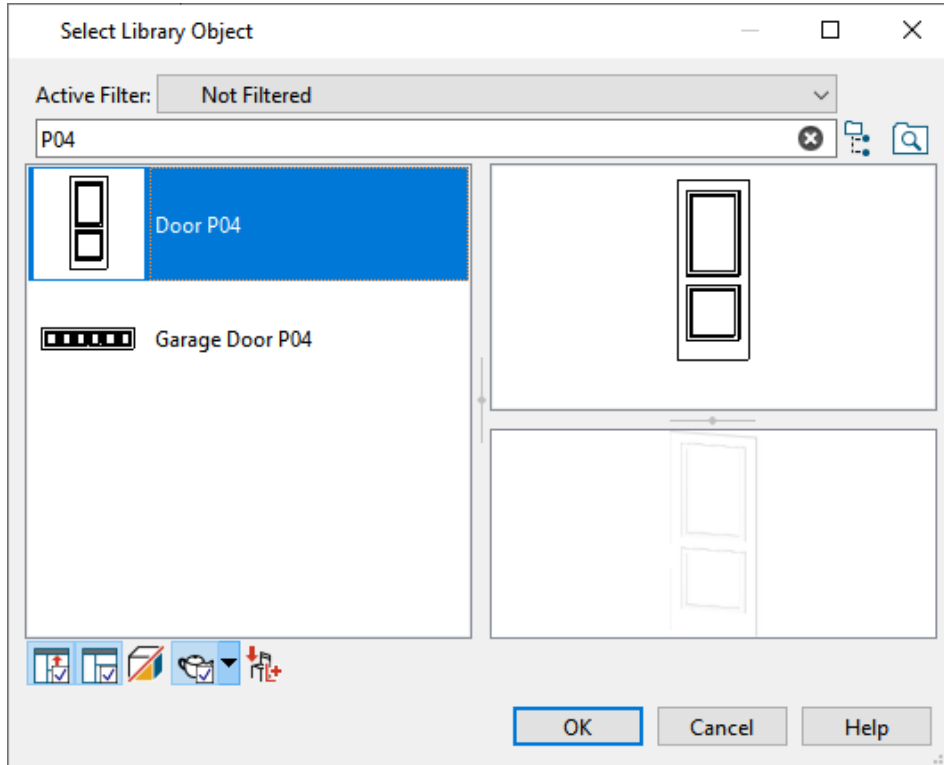 Select Library Object
Active Filter: Not Filtered
P04
Door P04
Garage Door P04
OK Cancel Help